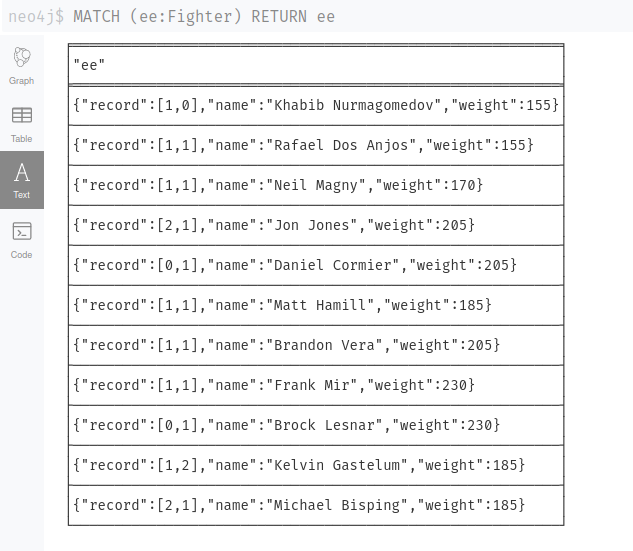 neo4j$ MATCH (ee:Fighter) RETURN ee
"ee"
Graph
{"record":[1,0],"name":"Khabib Nurmagomedov","weight":155}
Table
{"record":[1,1],"name":"Rafael Dos Anjos","weight":155}
A
Text
{"record":[1,1],"name":"Neil Magny","weight":170}
{"record":[2,1],"name":"Jon Jones","weight":205}
Code
{"record":[0,1],"name":"Daniel Cormier","weight":205}
{"record":[1,1],"name":"Matt Hamill","weight":185}
{"record":[1,1],"name":"Brandon Vera","weight":205}
{"record":[1,1],"name":"Frank Mir","weight":230}
{"record":[0,1],"name":"Brock Lesnar","weight":230}
{"record":[1,2],"name":"Kelvin Gastelum","weight":185}
{"record":[2,1],"name":"Michael Bisping","weight":185}